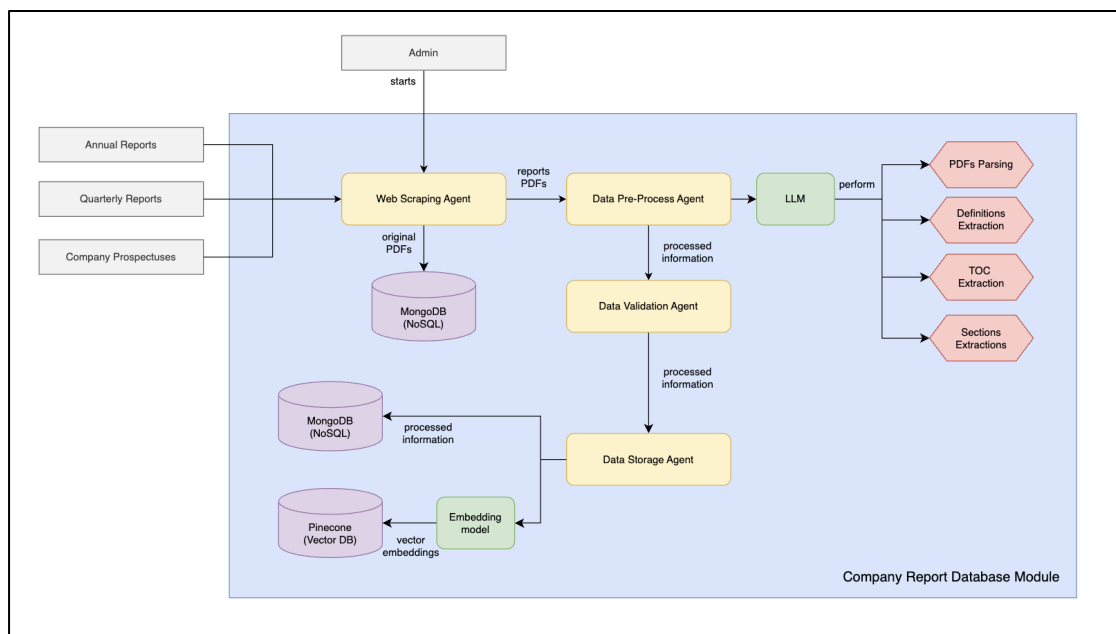 Admin
starts
Annual Reports
Quarterly Reports
Company Prospectuses
Web Scraping Agent
reports
PDFs
Data Pre-Process Agent
LLM
perform
PDFs Parsing
Definitions
Extraction
TOC
Extraction
Sections
Extractions
original
PDFs
MongoDB
(NoSQL)
processed
information
Data Validation Agent
processed
information
Data Storage Agent
MongoDB
(NoSQL)
processed
information
Embedding
model
vector
embeddings
Pinecone
(Vector DB)
Company Report Database Module